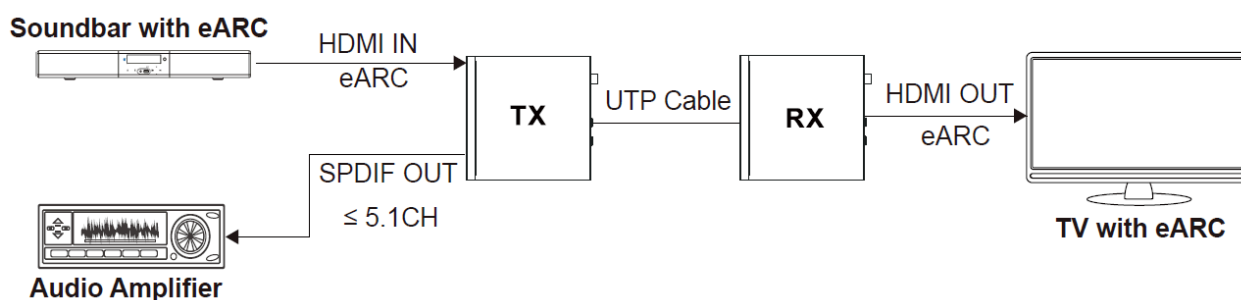 Soundbar with eARC
HDMI IN
eARC
TX
UTP Cable
RX
HDMI OUT
eARC
SPDIF OUT
≤ 5.1CH
TV with eARC
Audio Amplifier